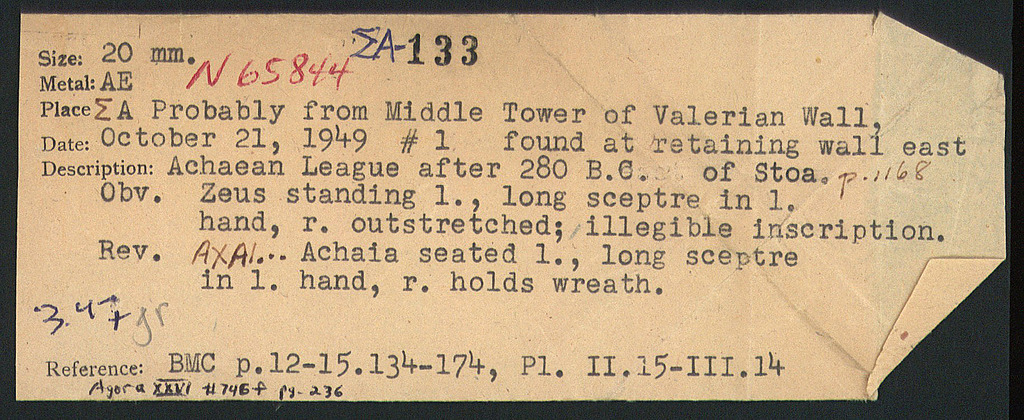 Size: 20 mm. ΣA-133
N 65844
Metal: AE
Place ΣA Probably from Middle Tower of Valerian Wall,
Date: October 21, 1949 # 1 found at retaining wall east
Description: Achaean League after 280 B.C. of Stoa. p.1168
Obv. Zeus standing l., long sceptre in l.
hand, r. outstretched; illegible inscription.
Rev. AXAI... Achaia seated l., long sceptre
in l. hand, r. holds wreath.
gr
Reference: BMC p.12-15.134-174, Pl. II.15-III.14
Agora XXVI pg. 236